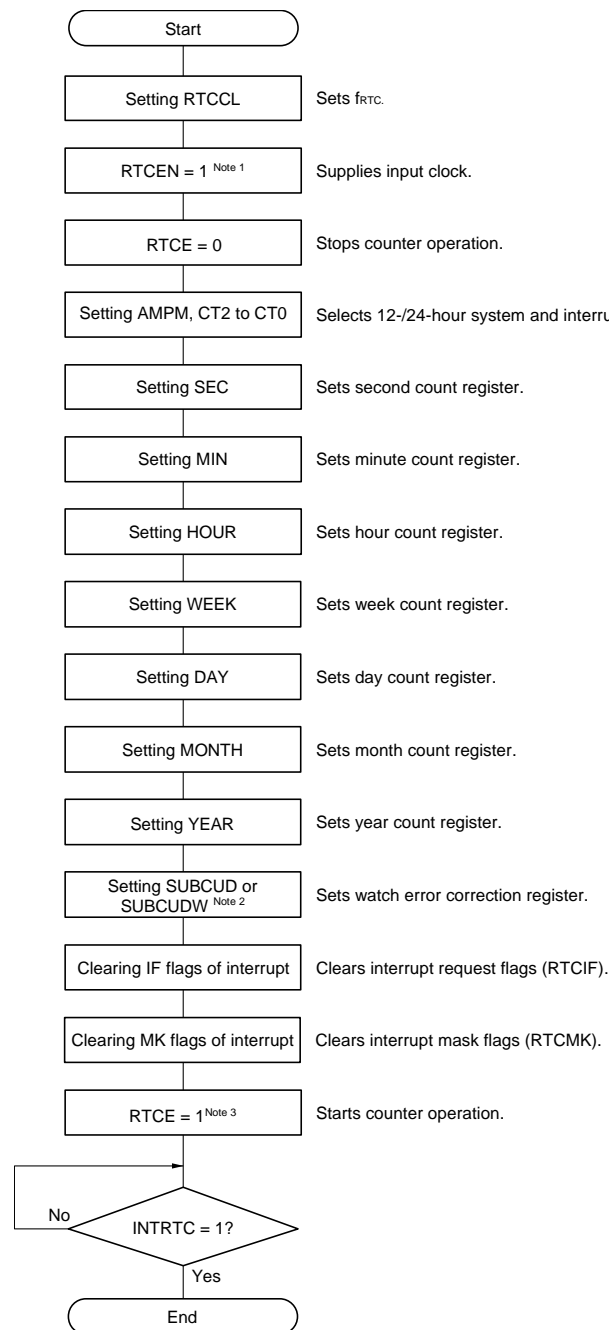 Start
Setting RTCCL
Sets fRTC.
RTCEN = 1 Note 1
Supplies input clock.
RTCE = 0
Stops counter operation.
Setting AMPM, CT2 to CT0
Selects 12-/24-hour system and interru
Setting SEC
Sets second count register.
Setting MIN
Sets minute count register.
Setting HOUR
Sets hour count register.
Setting WEEK
Sets week count register.
Setting DAY
Sets day count register.
Setting MONTH
Sets month count register.
Setting YEAR
Sets year count register.
Setting SUBCUD or
SUBCUDW Note 2
Sets watch error correction register.
Clearing IF flags of interrupt
Clears interrupt request flags (RTCIF).
Clearing MK flags of interrupt
Clears interrupt mask flags (RTCMK).
RTCE = 1 Note 3
Starts counter operation.
No
INTRTC = 1?
Yes
End